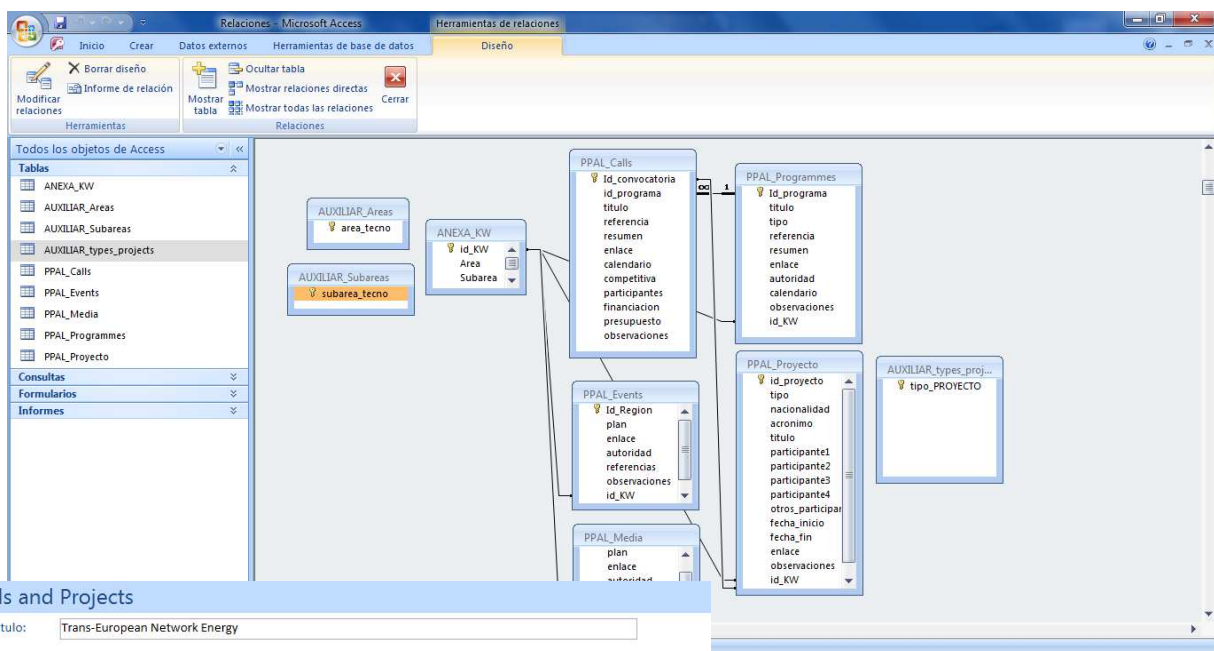 Relaciones - Microsoft Access
Herramientas de relaciones
Inicio
Crear
Datos externos
Herramientas de base de datos
Diseño
Modificar relaciones
Borrar diseño
Informe de relación
Herramientas
Mostrar tabla
Ocultar tabla
Mostrar relaciones directas
Mostrar todas las relaciones
Cerrar
Relaciones
Todos los objetos de Access
Tablas
ANEXA_KW
AUXILIAR_Areas
AUXILIAR_Subareas
AUXILIAR_types_projects
PPAL_Calls
PPAL_Events
PPAL_Media
PPAL_Programmes
PPAL_Proyecto
Consultas
Formularios
Informes
AUXILIAR_Areas
area_tecno
AUXILIAR_Subareas
subarea_tecno
ANEXA_KW
id_KW
Area
Subarea
PPAL_Calls
Id_convocatoria
id_programa
titulo
referencia
resumen
enlace
calendario
competitiva
participantes
financiacion
presupuesto
observaciones
∞ 1
PPAL_Programmes
Id_programa
titulo
tipo
referencia
resumen
enlace
autoridad
calendario
observaciones
id_KW
PPAL_Events
Id_Region
plan
enlace
autoridad
referencias
observaciones
id_KW
PPAL_Media
plan
enlace
autoridad
PPAL_Proyecto
id_proyecto
tipo
nacionalidad
acronimo
titulo
participante1
participante2
participante3
participante4
otros_participar
fecha_inicio
fecha_fin
enlace
observaciones
id_KW
AUXILIAR_types_proj...
tipo_PROYECTO
ls and Projects
tulo: Trans-European Network Energy